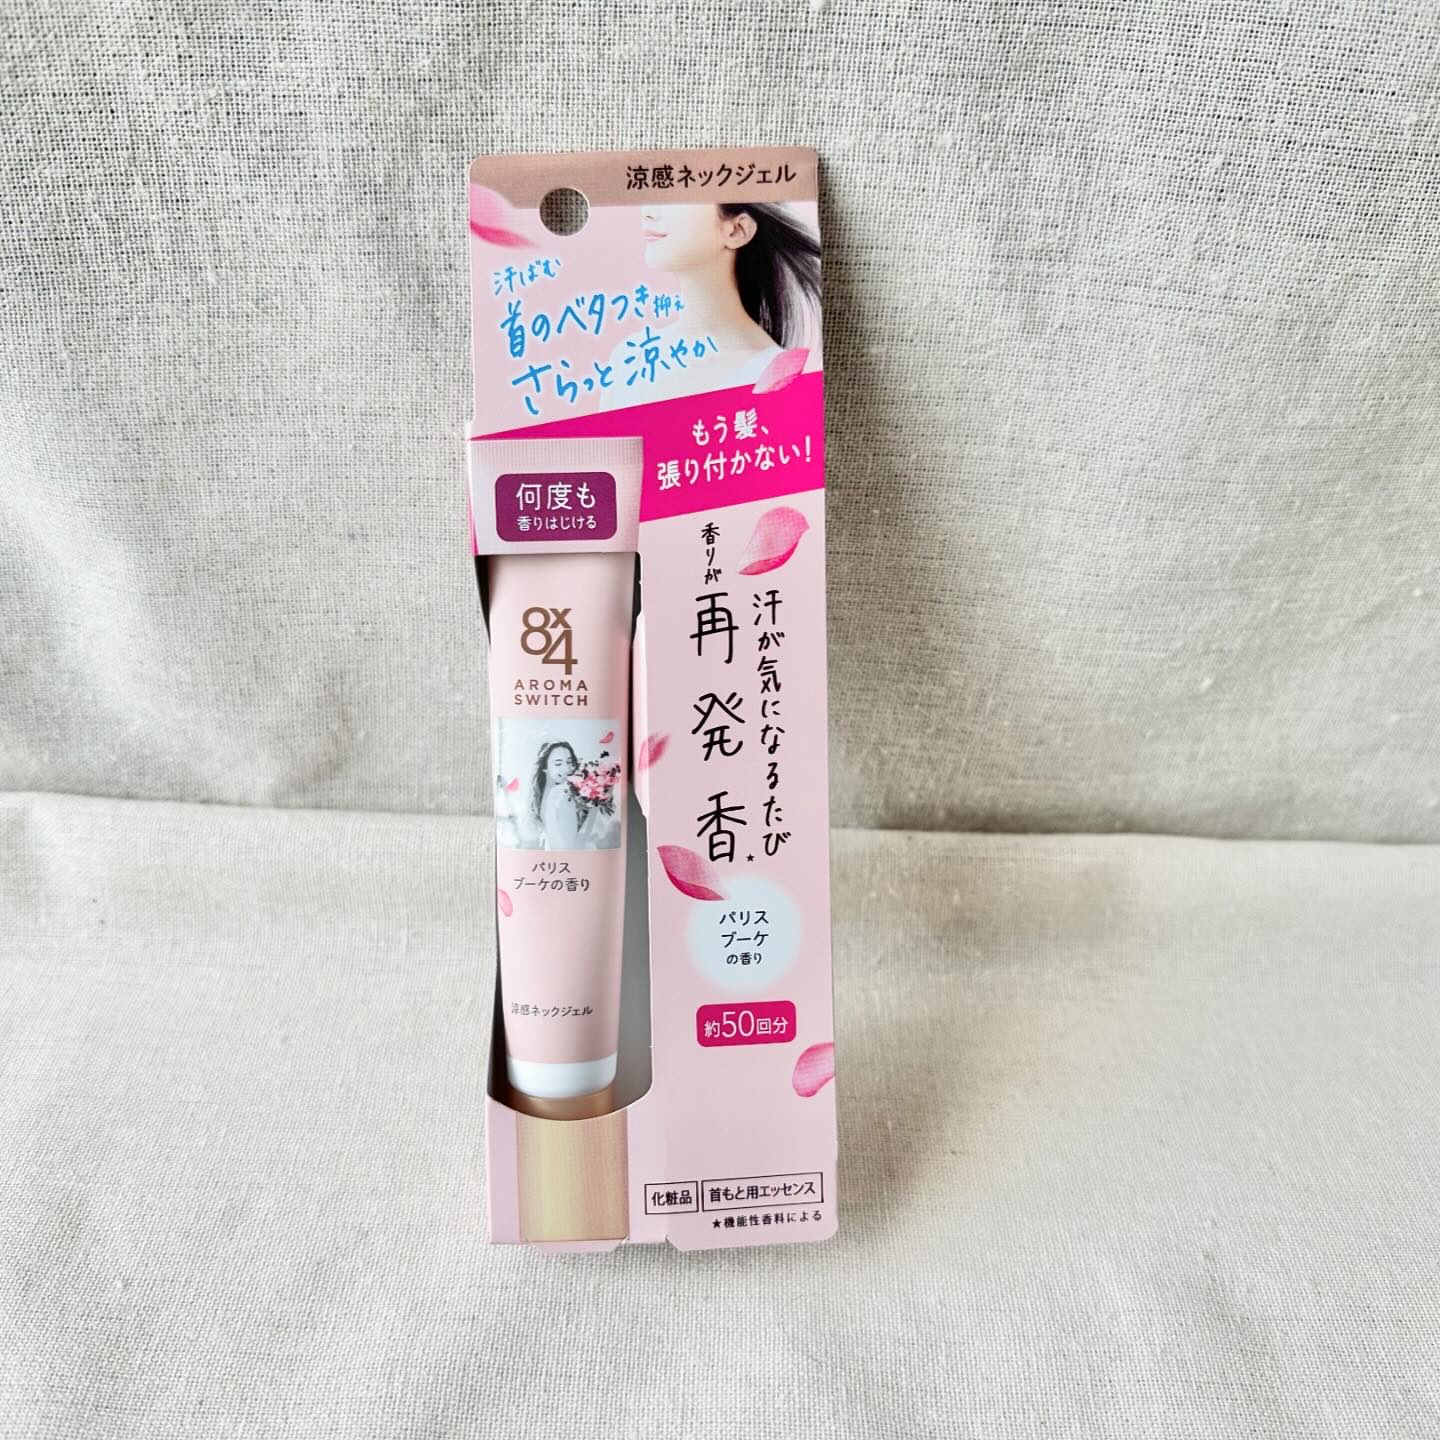 涼感ネックジェル
汗ばむ
首のベタつき抑え
さらっと涼やか
もう髪、
張り付かない!
何度も
香りはじける
8x4
AROMA
SWITCH
パリス
ブーケの香り
涼感ネックジェル
汗が気になるたび
香りが再発香★
パリス
ブーケ
の香り
約50回分
化粧品 首もと用エッセンス
★機能性香料による